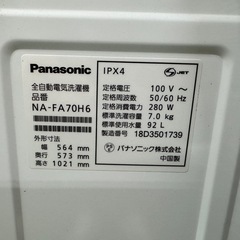 Panasonic
全自動電気洗濯機
品番
NA-FA70H6
外形寸法
幅 564 mm
奥行 573 mm
高さ 1021 mm
IPX4
JET
定格電圧 100 V~
定格周波数 50/60 Hz
定格消費電力 280 W
標準洗濯容量 7.0 kg
標準使用水量 92 L
製造番号 18D3501739
パナソニック株式会社
中国製